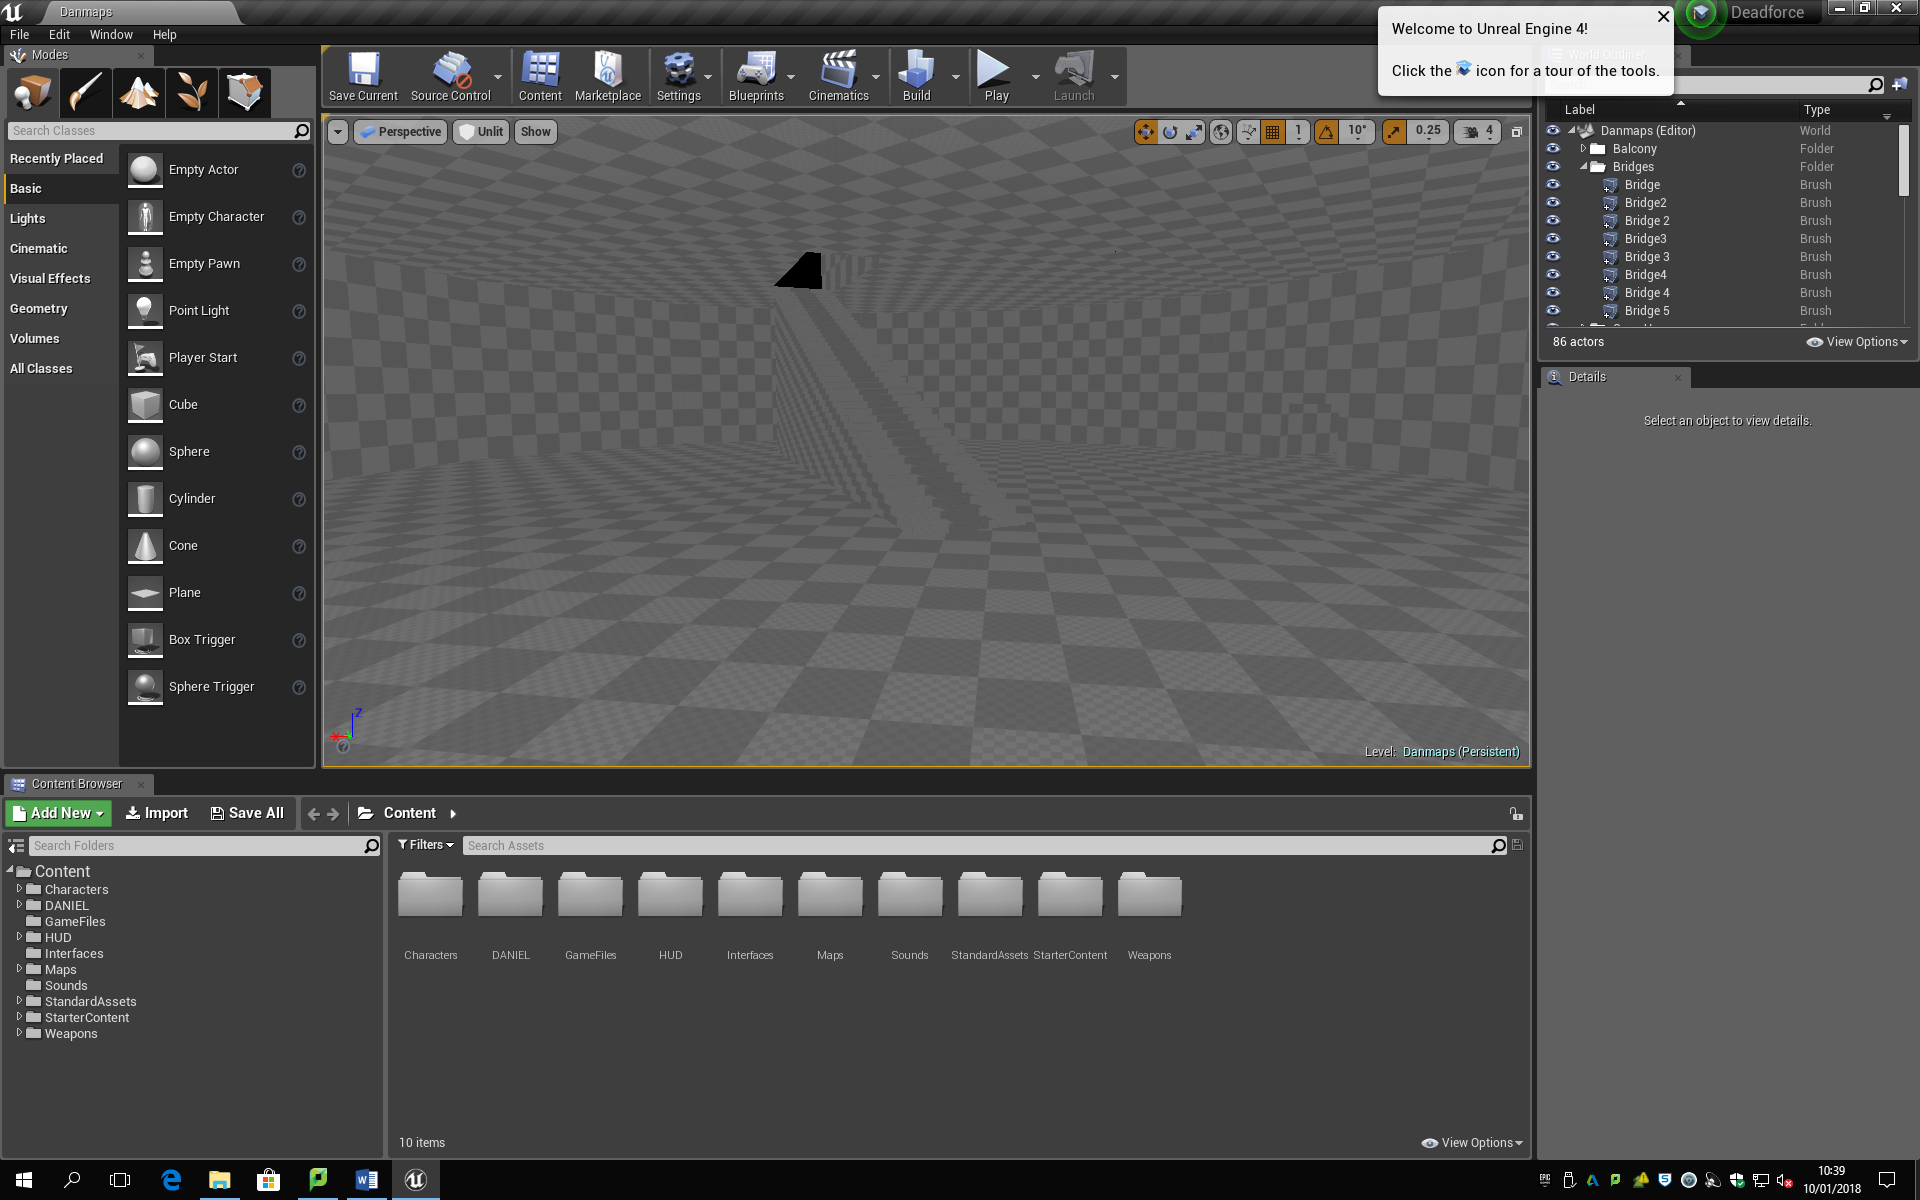 Danmaps
Deadforce
File Edit Window Help
Welcome to Unreal Engine 4!
Click the icon for a tour of the tools.
Modes
World Outliner
Search Classes
Recently Placed
Basic
Lights
Cinematic
Visual Effects
Geometry
Volumes
All Classes
Empty Actor
Empty Character
Empty Pawn
Point Light
Player Start
Cube
Sphere
Cylinder
Cone
Plane
Box Trigger
Sphere Trigger
Save Current Source Control Content Marketplace Settings Blueprints Cinematics Build Play Launch
Perspective Unlit Show
1 10° 0.25 4
Z
Level: Danmaps (Persistent)
Label Type
Danmaps (Editor) World
Balcony Folder
Bridges Folder
Bridge Brush
Bridge2 Brush
Bridge 2 Brush
Bridge3 Brush
Bridge 3 Brush
Bridge4 Brush
Bridge 4 Brush
Bridge 5 Brush
86 actors View Options
Details
Select an object to view details.
Content Browser
Add New Import Save All Content
Search Folders
Content
Characters
DANIEL
GameFiles
HUD
Interfaces
Maps
Sounds
StandardAssets
StarterContent
Weapons
Filters Search Assets
Characters DANIEL GameFiles HUD Interfaces Maps Sounds StandardAssets StarterContent Weapons
10 items View Options
10:39
10/01/2018